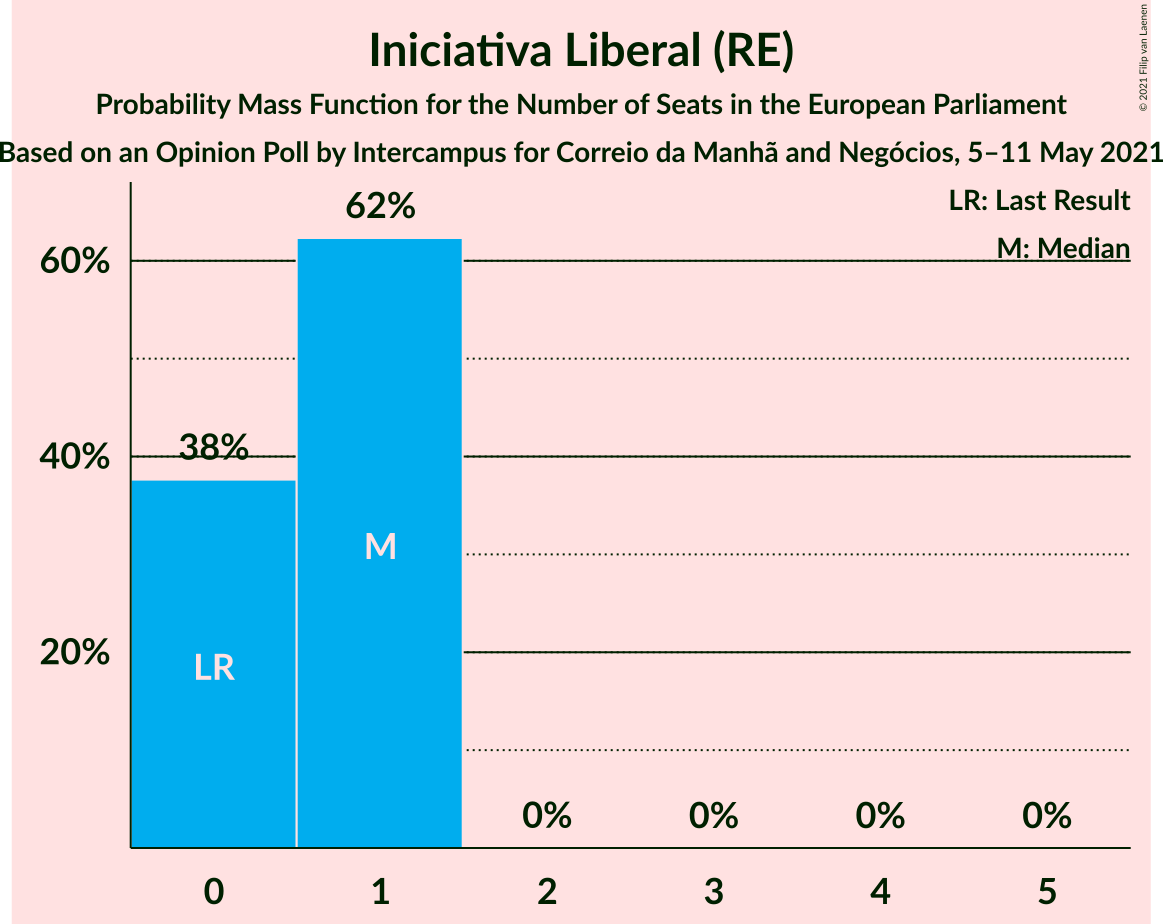 Iniciativa Liberal (RE)
Probability Mass Function for the Number of Seats in the European Parliament
Based on an Opinion Poll by Intercampus for Correio da Manhã and Negócios, 5–11 May 2021
© 2021 Filip van Laenen
LR: Last Result
M: Median
62%
60%
38%
40%
M
20%
LR
0% 0% 0% 0%
0 1 2 3 4 5